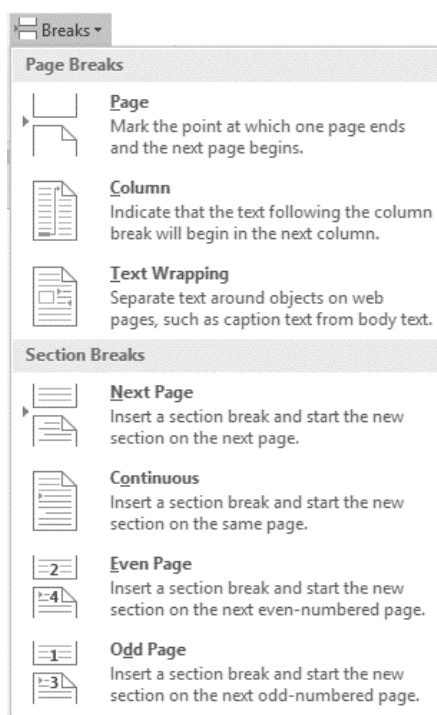 Breaks
Page Breaks
Page
Mark the point at which one page ends
and the next page begins.
Column
Indicate that the text following the column
break will begin in the next column.
Text Wrapping
Separate text around objects on web
pages, such as caption text from body text.
Section Breaks
Next Page
Insert a section break and start the new
section on the next page.
Continuous
Insert a section break and start the new
section on the same page.
2
4
Even Page
Insert a section break and start the new
section on the next even-numbered page.
1
3
Odd Page
Insert a section break and start the new
section on the next odd-numbered page.